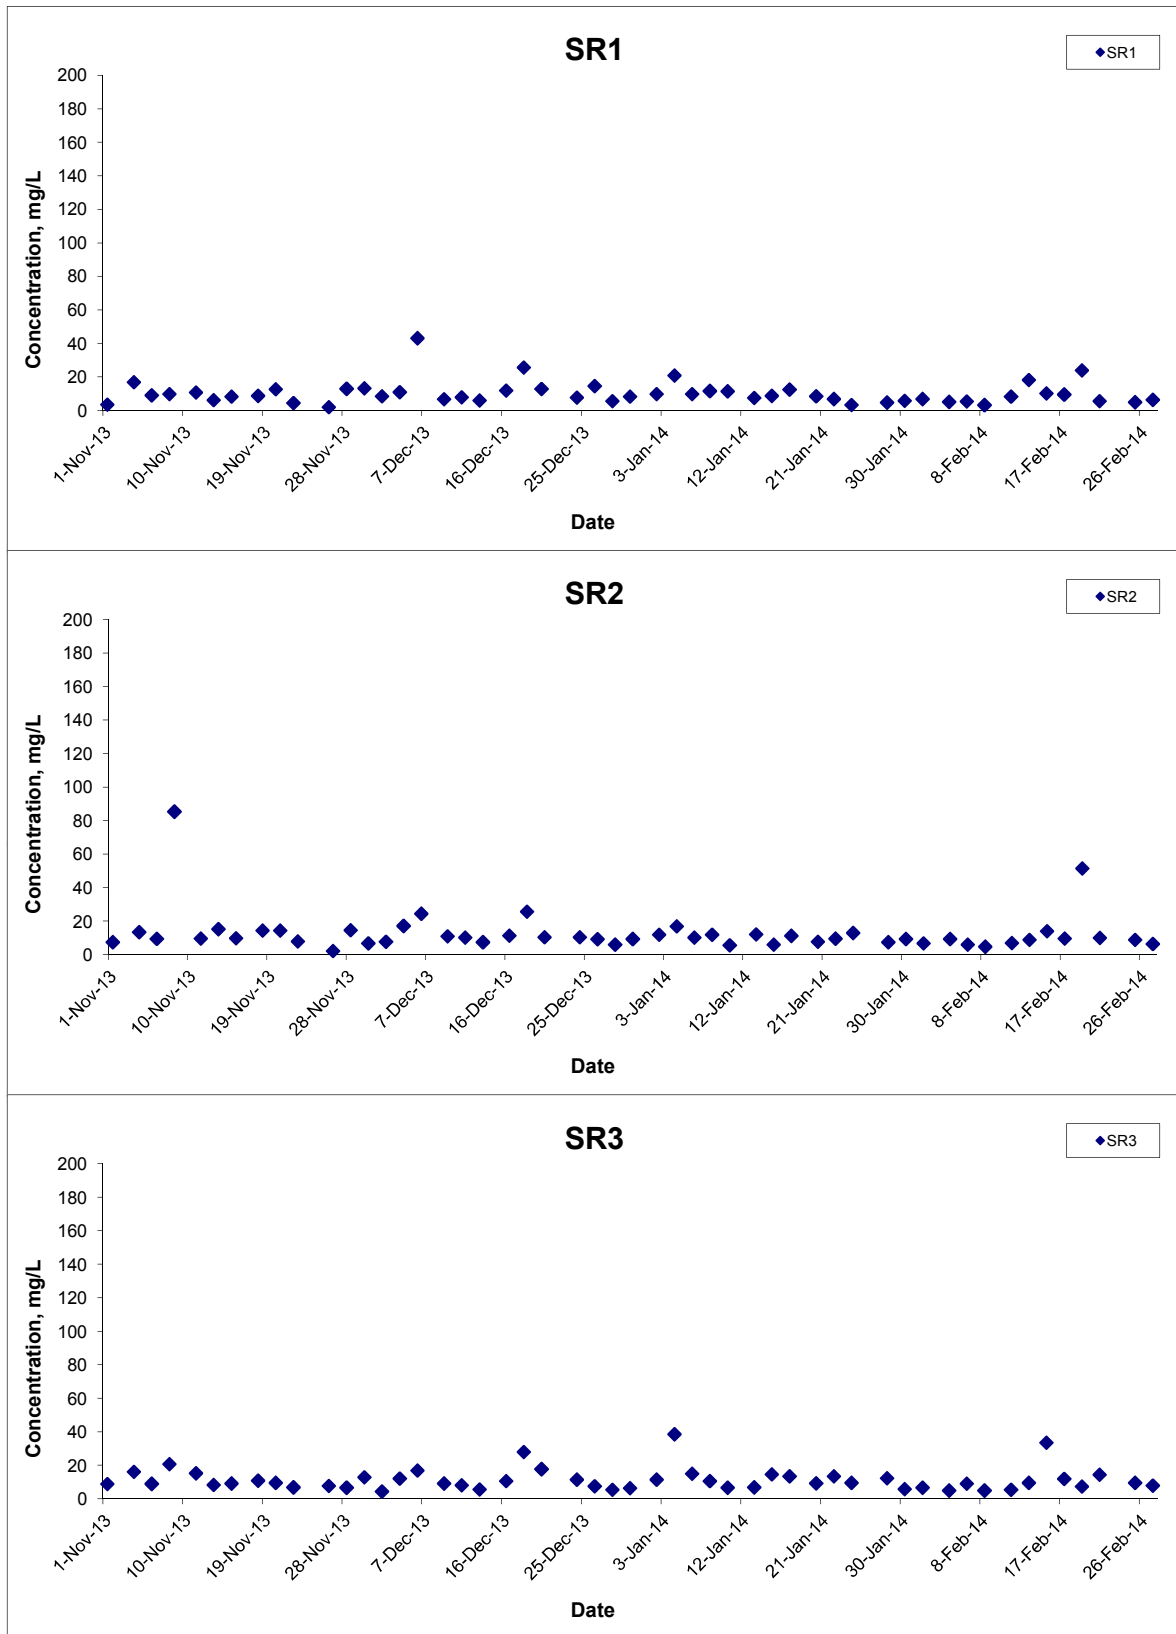 SR1
SR1
200
180
160
140
120
100
80
60
40
20
0
Concentration, mg/L
1-Nov-13
10-Nov-13
19-Nov-13
28-Nov-13
7-Dec-13
16-Dec-13
25-Dec-13
3-Jan-14
12-Jan-14
21-Jan-14
30-Jan-14
8-Feb-14
17-Feb-14
26-Feb-14
Date
SR2
SR2
200
180
160
140
120
100
80
60
40
20
0
Concentration, mg/L
1-Nov-13
10-Nov-13
19-Nov-13
28-Nov-13
7-Dec-13
16-Dec-13
25-Dec-13
3-Jan-14
12-Jan-14
21-Jan-14
30-Jan-14
8-Feb-14
17-Feb-14
26-Feb-14
Date
SR3
SR3
200
180
160
140
120
100
80
60
40
20
0
Concentration, mg/L
1-Nov-13
10-Nov-13
19-Nov-13
28-Nov-13
7-Dec-13
16-Dec-13
25-Dec-13
3-Jan-14
12-Jan-14
21-Jan-14
30-Jan-14
8-Feb-14
17-Feb-14
26-Feb-14
Date